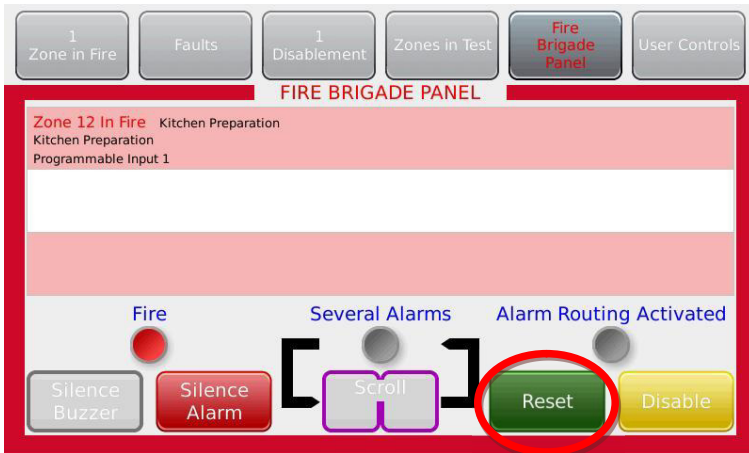 1
Zone in Fire
Faults
1
Disablement
Zones in Test
Fire
Brigade
Panel
User Controls
FIRE BRIGADE PANEL
Zone 12 In Fire Kitchen Preparation
Kitchen Preparation
Programmable Input 1
Fire
Several Alarms
Alarm Routing Activated
Silence
Buzzer
Silence
Alarm
Scroll
Reset
Disable